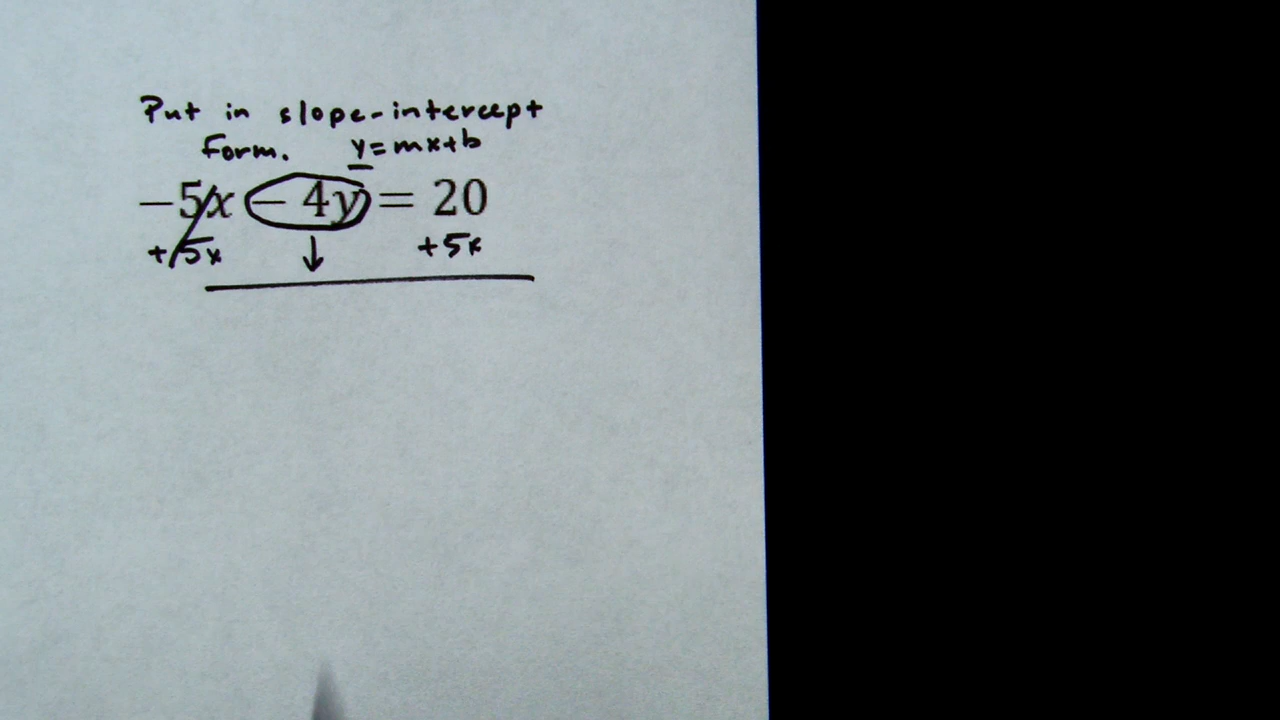 Put in slope-intercept
Form. y=mx+b
−5x − 4y = 20
+5x ↓ +5x